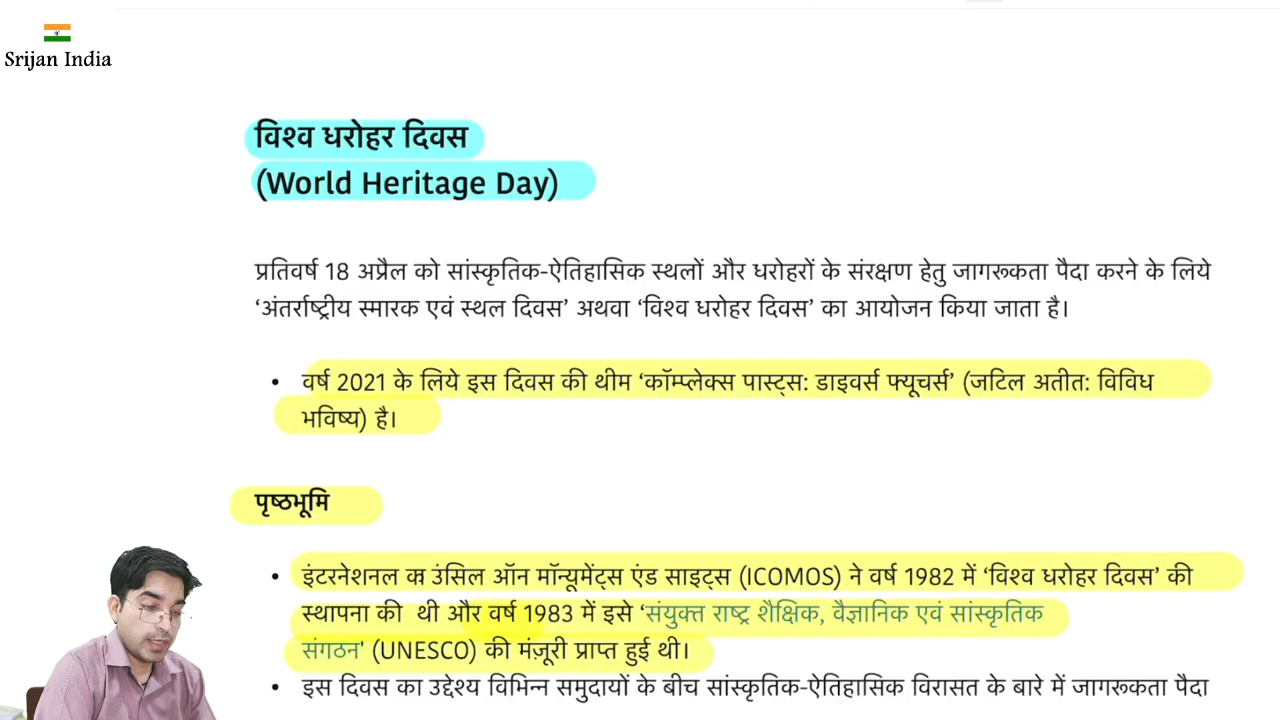 Srijan India
विश्व धरोहर दिवस
(World Heritage Day)
प्रतिवर्ष 18 अप्रैल को सांस्कृतिक-ऐतिहासिक स्थलों और धरोहरों के संरक्षण हेतु जागरूकता पैदा करने के लिये
‘अंतर्राष्ट्रीय स्मारक एवं स्थल दिवस’ अथवा ‘विश्व धरोहर दिवस’ का आयोजन किया जाता है।
• वर्ष 2021 के लिये इस दिवस की थीम ‘कॉम्प्लेक्स पास्ट्स: डाइवर्स फ्यूचर्स’ (जटिल अतीत: विविध
भविष्य) है।
पृष्ठभूमि
• इंटरनेशनल काउंसिल ऑन मॉन्यूमेंट्स एंड साइट्स (ICOMOS) ने वर्ष 1982 में ‘विश्व धरोहर दिवस’ की
स्थापना की थी और वर्ष 1983 में इसे ‘संयुक्त राष्ट्र शैक्षिक, वैज्ञानिक एवं सांस्कृतिक
संगठन' (UNESCO) की मंज़ूरी प्राप्त हुई थी।
• इस दिवस का उद्देश्य विभिन्न समुदायों के बीच सांस्कृतिक-ऐतिहासिक विरासत के बारे में जागरूकता पैदा